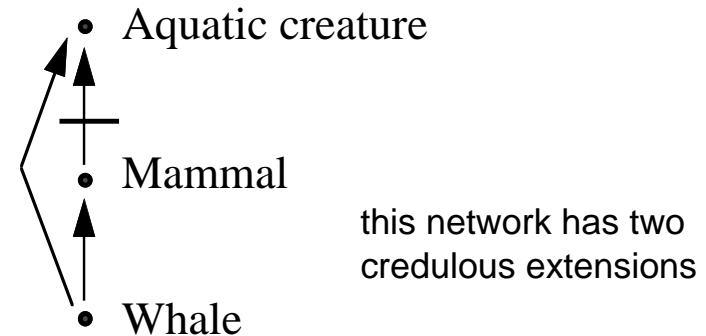 Aquatic creature
Mammal
this network has two
credulous extensions
Whale